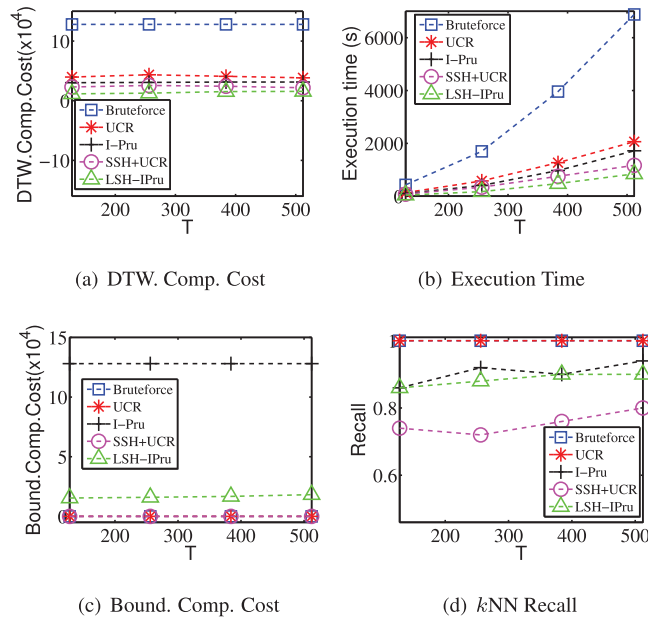 DTW.Comp.Cost(x10^4)
10
0
−10
Bruteforce
UCR
I−Pru
SSH+UCR
LSH−IPru
200 300 400 500
T
(a) DTW. Comp. Cost
Execution time (s)
6000
4000
2000
0
Bruteforce
UCR
I−Pru
SSH+UCR
LSH−IPru
200 300 400 500
T
(b) Execution Time
Bound.Comp.Cost(x10^4)
15
10
5
0
Bruteforce
UCR
I−Pru
SSH+UCR
LSH−IPru
200 300 400 500
T
(c) Bound. Comp. Cost
Recall
0.8
0.6
Bruteforce
UCR
I−Pru
SSH+UCR
LSH−IPru
200 300 400 500
T
(d) kNN Recall